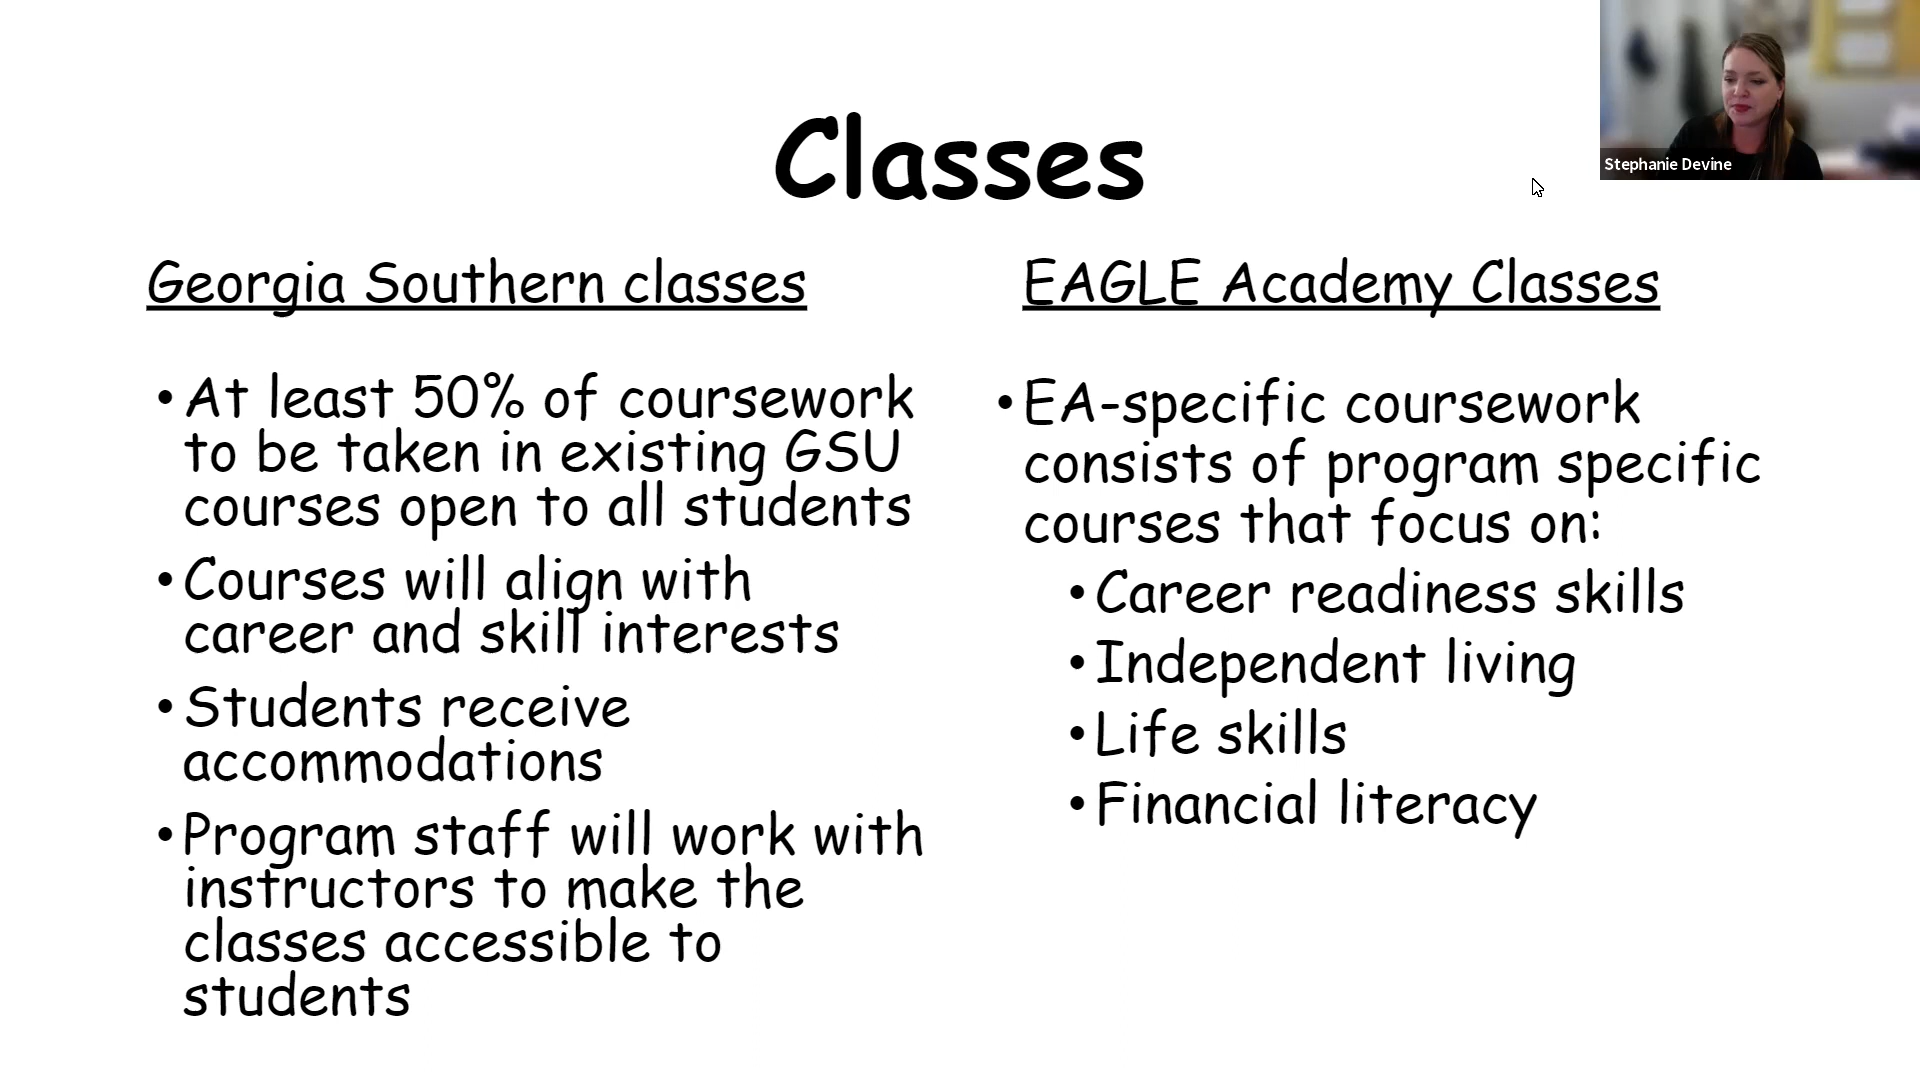 Classes
Stephanie Devine
Georgia Southern classes
• At least 50% of coursework
to be taken in existing GSU
courses open to all students
• Courses will align with
career and skill interests
• Students receive
accommodations
• Program staff will work with
instructors to make the
classes accessible to
students
EAGLE Academy Classes
• EA-specific coursework
consists of program specific
courses that focus on:
• Career readiness skills
• Independent living
• Life skills
• Financial literacy